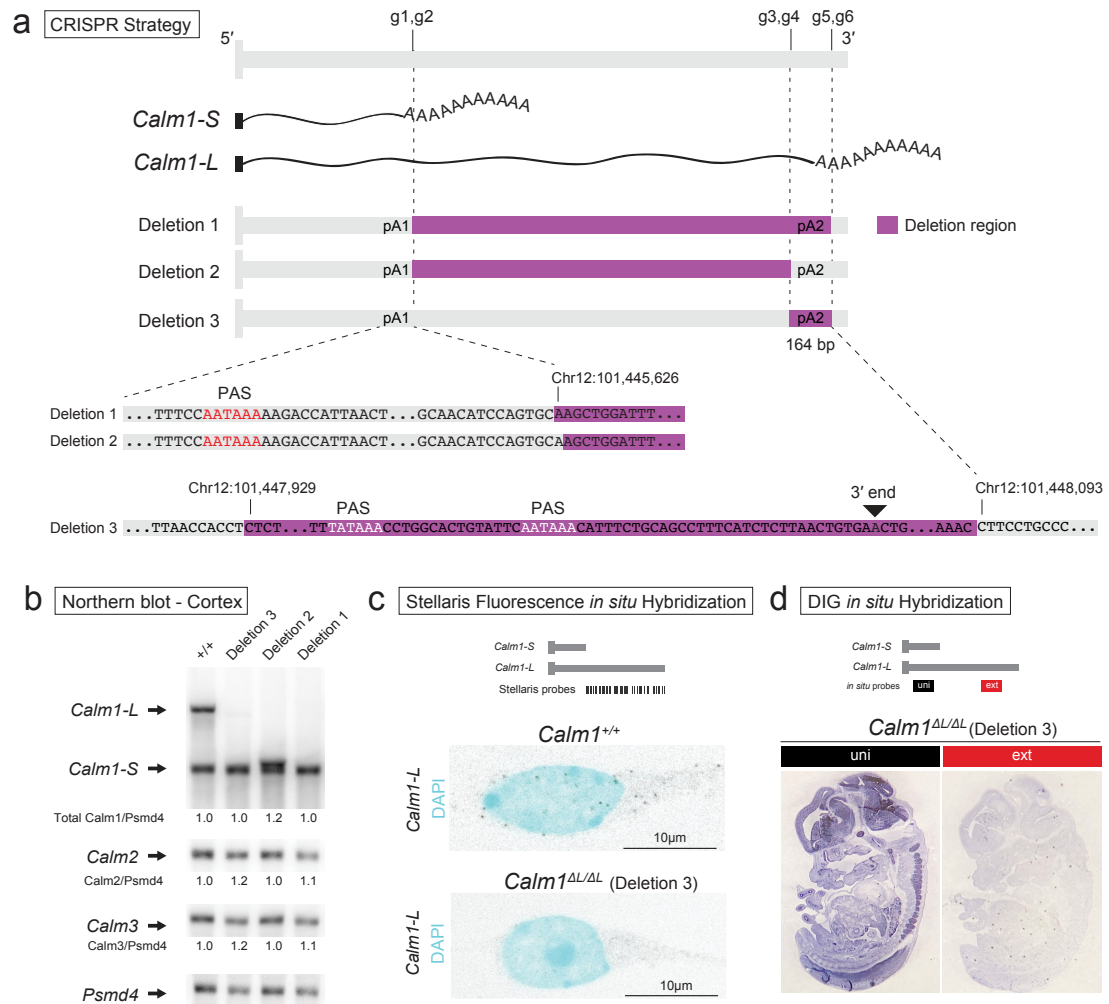 a CRISPR Strategy
g1,g2 g3,g4 g5,g6
5′ 3′
Calm1-S AAAAAAAAAAA
Calm1-L AAAAAAAAAAA
Deletion 1 pA1 pA2 Deletion region
Deletion 2 pA1 pA2
Deletion 3 pA1 pA2
164 bp
PAS Chr12:101,445,626
Deletion 1 ...TTTCCAATAAAAAGACCATTAACT...GCAACATCCAGTGCAAGCTGGATTT...
Deletion 2 ...TTTCCAATAAAAAGACCATTAACT...GCAACATCCAGTGCAAGCTGGATTT...
Chr12:101,447,929 PAS PAS 3′ end Chr12:101,448,093
Deletion 3 ...TTAACCACCTCTCT...TTTATAAACCTGGCACTGTATTCAATAAACATTTCTGCAGCCTTTCATCTCTTAACTGTGAACTG...AAACCTTCCTGCCC...
b Northern blot - Cortex
+/+ Deletion 3 Deletion 2 Deletion 1
Calm1-L
Calm1-S
Total Calm1/Psmd4 1.0 1.0 1.2 1.0
Calm2
Calm2/Psmd4 1.0 1.2 1.0 1.1
Calm3
Calm3/Psmd4 1.0 1.2 1.0 1.1
Psmd4
c Stellaris Fluorescence in situ Hybridization
Calm1-S
Calm1-L
Stellaris probes
Calm1+/+
Calm1-L
DAPI
10µm
Calm1ΔL/ΔL (Deletion 3)
Calm1-L
DAPI
10µm
d DIG in situ Hybridization
Calm1-S
Calm1-L
in situ probes uni ext
Calm1ΔL/ΔL (Deletion 3)
uni ext